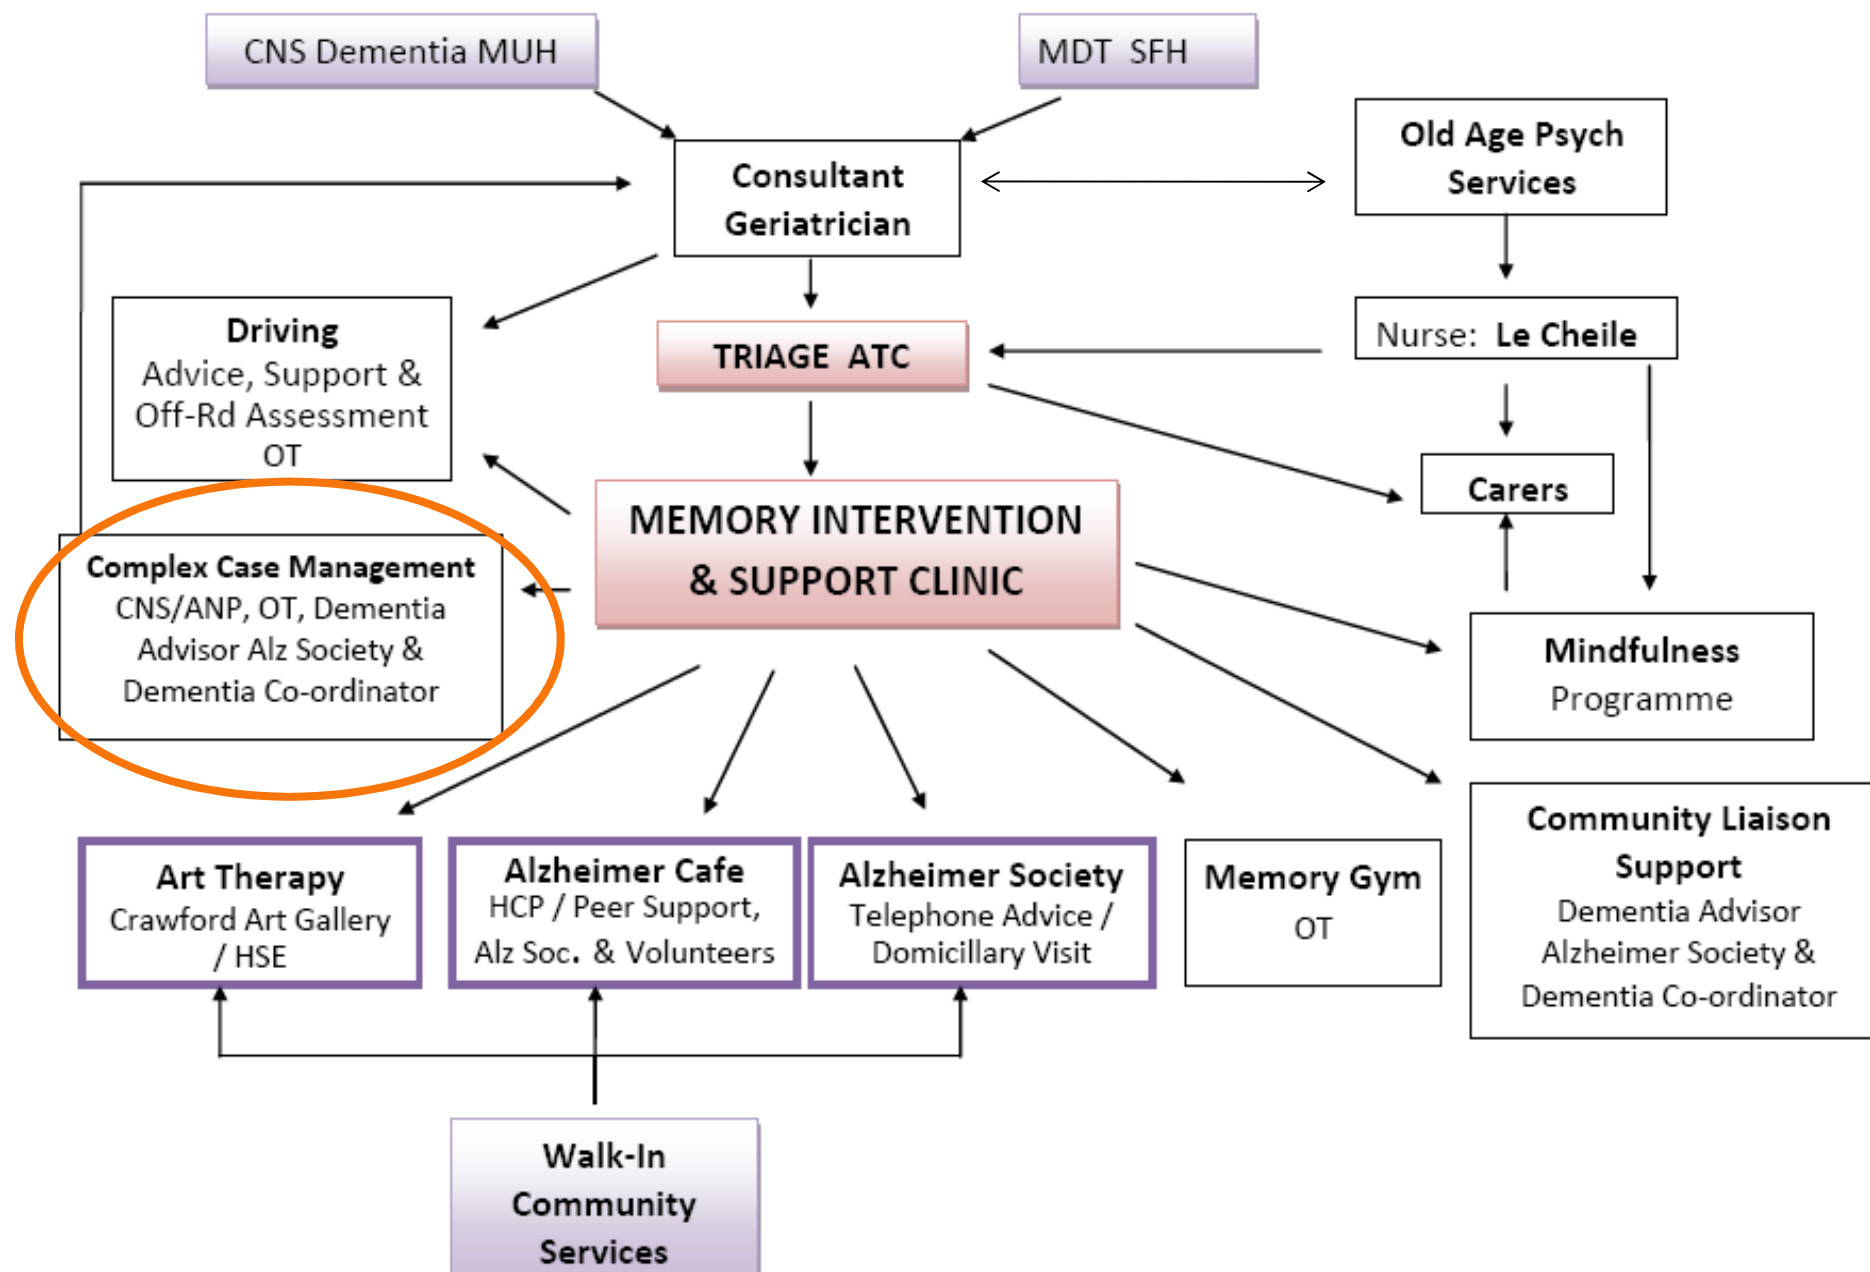 CNS Dementia MUH
MDT SFH
Old Age Psych
Services
Consultant
Geriatrician
Driving
Advice, Support &
Off-Rd Assessment
OT
TRIAGE ATC
Nurse: Le Cheile
Carers
MEMORY INTERVENTION
& SUPPORT CLINIC
Complex Case Management
CNS/ANP, OT, Dementia
Advisor Alz Society &
Dementia Co-ordinator
Mindfulness
Programme
Art Therapy
Crawford Art Gallery
/ HSE
Alzheimer Cafe
HCP / Peer Support,
Alz Soc. & Volunteers
Alzheimer Society
Telephone Advice /
Domicillary Visit
Memory Gym
OT
Community Liaison
Support
Dementia Advisor
Alzheimer Society &
Dementia Co-ordinator
Walk-In
Community
Services